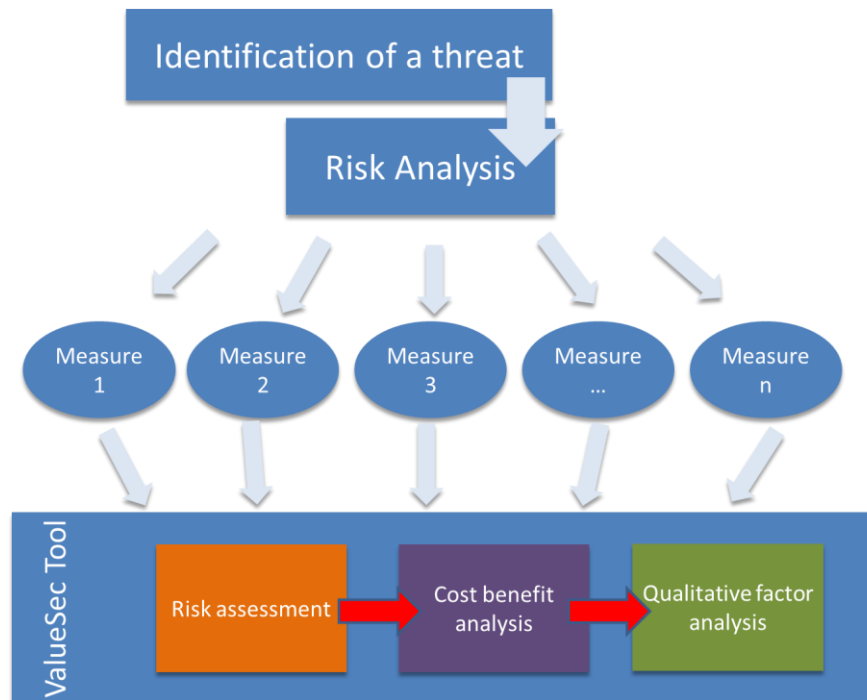 Identification of a threat
Risk Analysis
Measure
1
Measure
2
Measure
3
Measure
...
Measure
n
ValueSec Tool
Risk assessment
Cost benefit
analysis
Qualitative factor
analysis